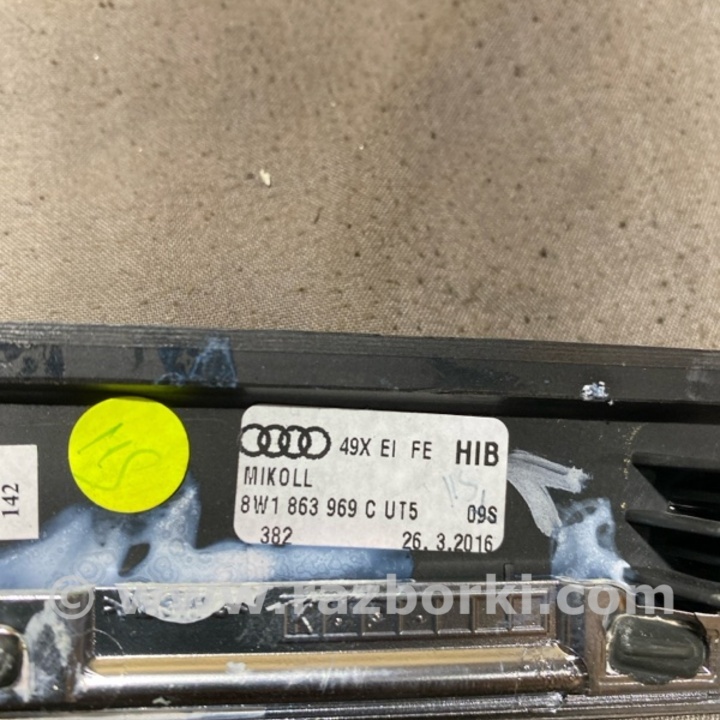 49X EI FE HIB
MIKOLL
8W1 863 969 C UT5 09S
382 26.3.2016
142
© www.razborki.com